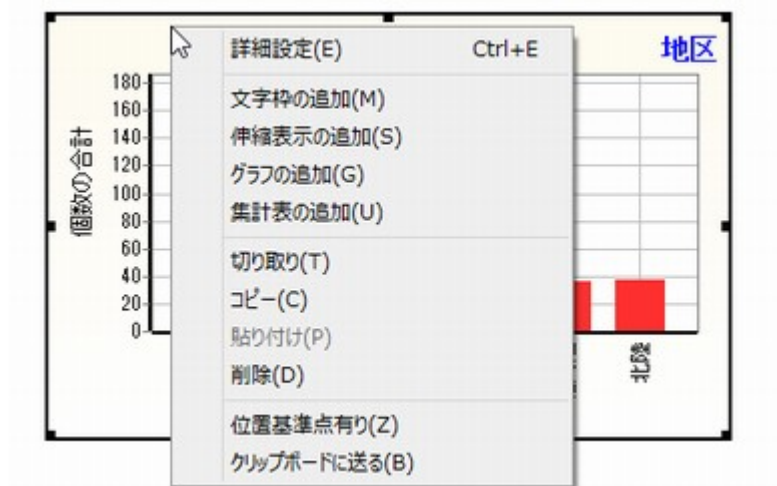 詳細設定(E) Ctrl+E
文字枠の追加(M)
伸縮表示の追加(S)
グラフの追加(G)
集計表の追加(U)
切り取り(T)
コピー(C)
貼り付け(P)
削除(D)
位置基準点有り(Z)
クリップボードに送る(B)
地区
個数の合計
180
160
140
120
100
80
60
40
20
0
北陸